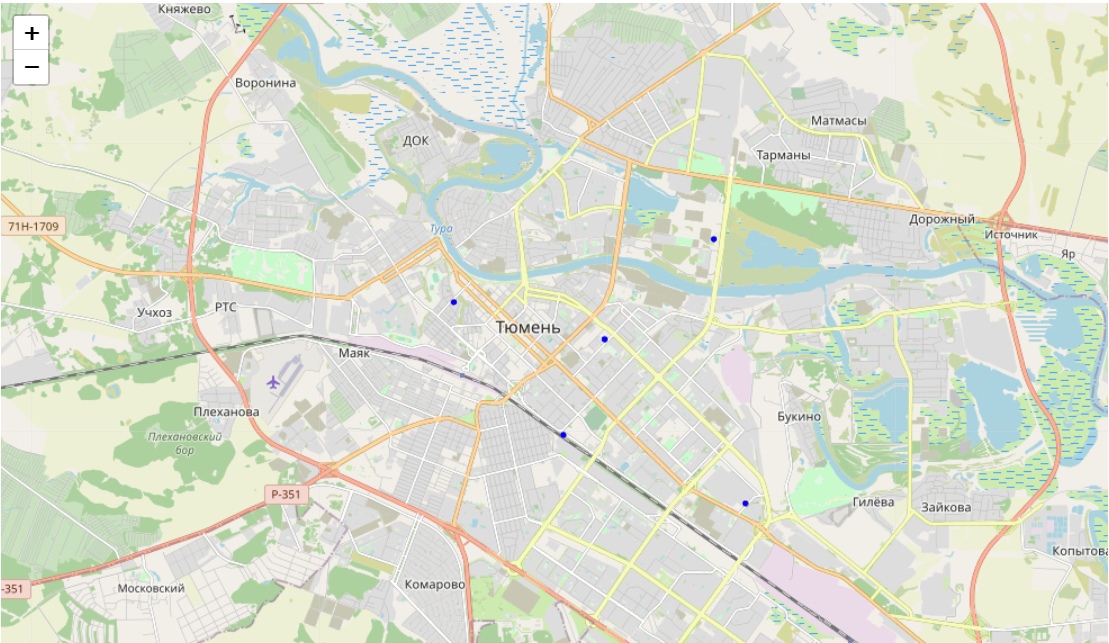 Княжево
+
−
Воронина
Матмасы
ДОК
Тарманы
71Н-1709
Тура
Дорожный
Источник
Яр
Учхоз
РТС
Тюмень
Маяк
Плеханова
Букино
Плехановский
бор
Р-351
Гилёва
Зайкова
Копытова
-351
Московский
Комарово